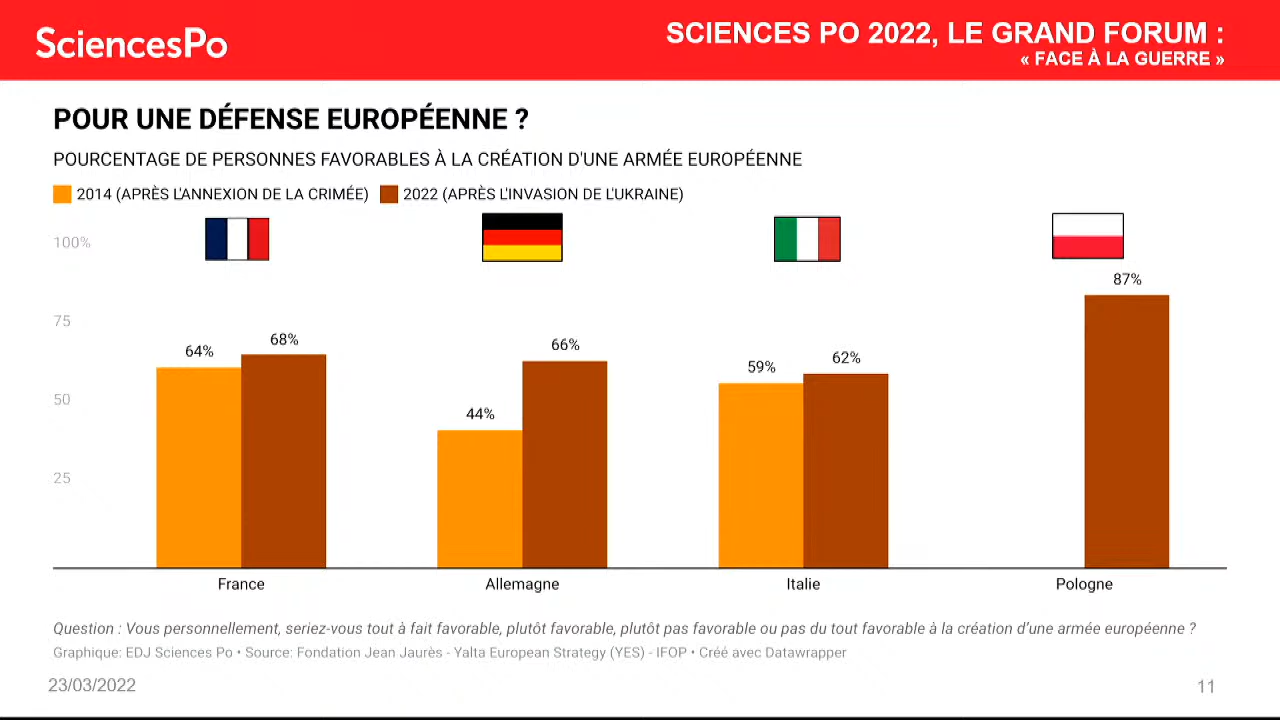 SciencesPo
SCIENCES PO 2022, LE GRAND FORUM :
« FACE À LA GUERRE »
POUR UNE DÉFENSE EUROPÉENNE ?
POURCENTAGE DE PERSONNES FAVORABLES À LA CRÉATION D'UNE ARMÉE EUROPÉENNE
2014 (APRÈS L'ANNEXION DE LA CRIMÉE) 2022 (APRÈS L'INVASION DE L'UKRAINE)
100%
75
50
25
64% 68%
44% 66%
59% 62%
87%
France Allemagne Italie Pologne
Question : Vous personnellement, seriez-vous tout à fait favorable, plutôt favorable, plutôt pas favorable ou pas du tout favorable à la création d'une armée européenne ?
Graphique: EDJ Sciences Po • Source: Fondation Jean Jaurès - Yalta European Strategy (YES) - IFOP • Créé avec Datawrapper
23/03/2022 11